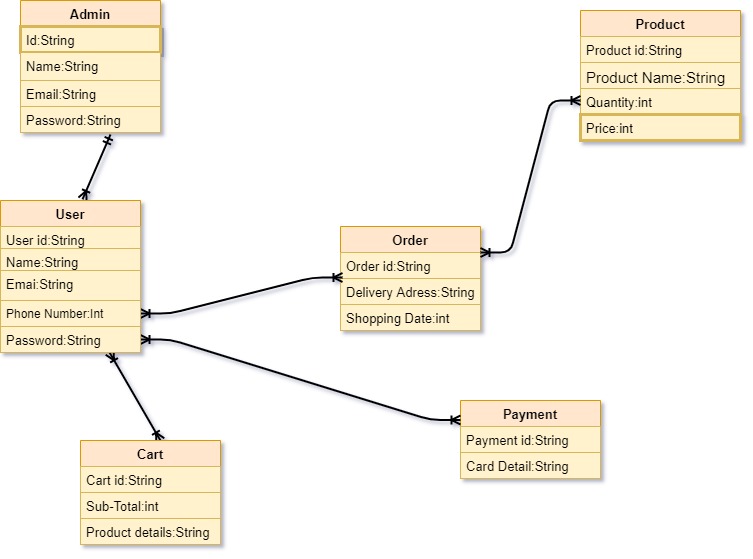 Admin
Id:String
Name:String
Email:String
Password:String
Product
Product id:String
Product Name:String
Quantity:int
Price:int
User
User id:String
Name:String
Emai:String
Phone Number:Int
Password:String
Order
Order id:String
Delivery Adress:String
Shopping Date:int
Payment
Payment id:String
Card Detail:String
Cart
Cart id:String
Sub-Total:int
Product details:String